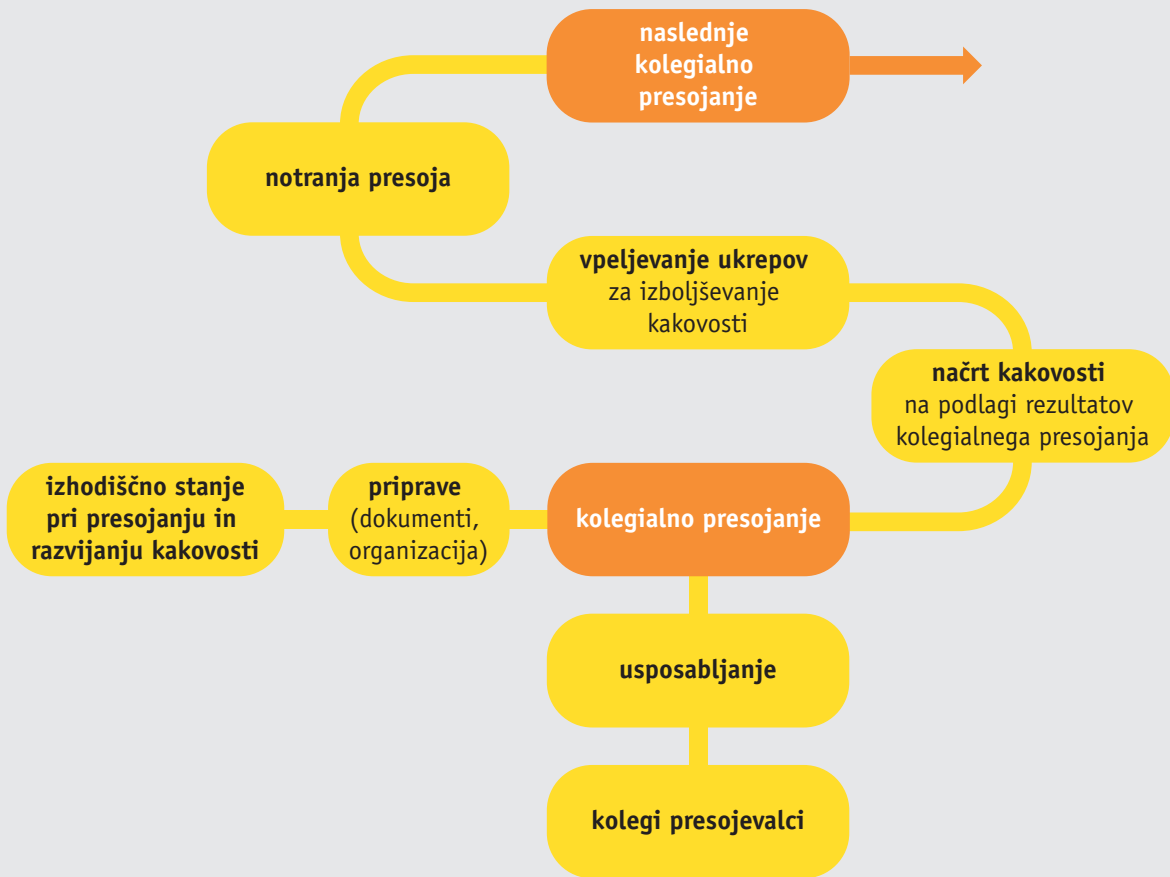 naslednje
kolegialno
presojanje
notranja presoja
vpeljevanje ukrepov
za izboljševanje
kakovosti
načrt kakovosti
na podlagi rezultatov
kolegialnega presojanja
izhodiščno stanje
pri presojanju in
razvijanju kakovosti
priprave
(dokumenti,
organizacija)
kolegialno presojanje
usposabljanje
kolegi presojevalci